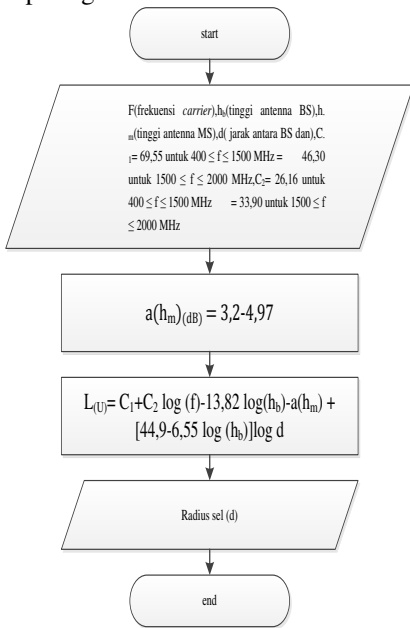 start
F(frekuensi carrier),hb(tinggi antenna BS),h.
m(tinggi antenna MS),d( jarak antara BS dan),C.
1= 69,55 untuk 400 ≤ f ≤ 1500 MHz = 46,30
untuk 1500 ≤ f ≤ 2000 MHz,C2= 26,16 untuk
400 ≤ f ≤ 1500 MHz = 33,90 untuk 1500 ≤ f
≤ 2000 MHz
a(hm)(dB) = 3,2-4,97
L(U)= C1+C2 log (f)-13,82 log(hb)-a(hm) +
[44,9-6,55 log (hb)]log d
Radius sel (d)
end